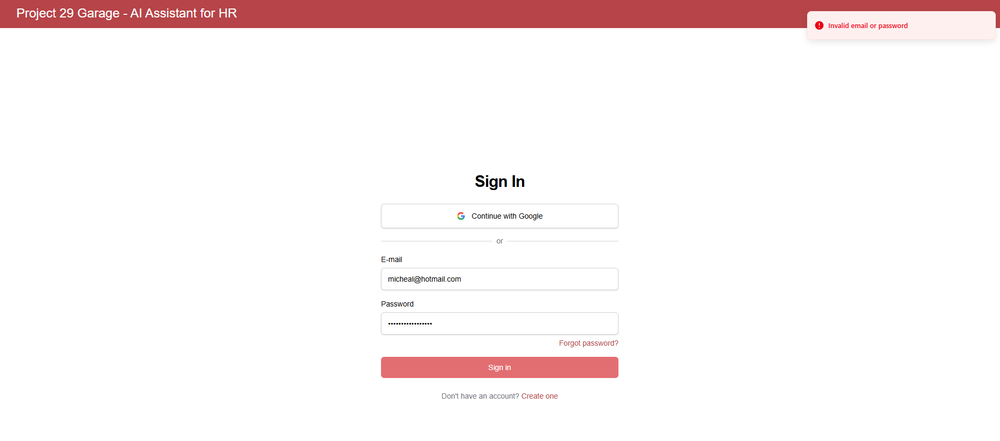 Project 29 Garage - AI Assistant for HR
Invalid email or password
Sign In
Continue with Google
or
E-mail
micheal@hotmail.com
Password
•••••••••••••••••
Forgot password?
Sign in
Don't have an account? Create one